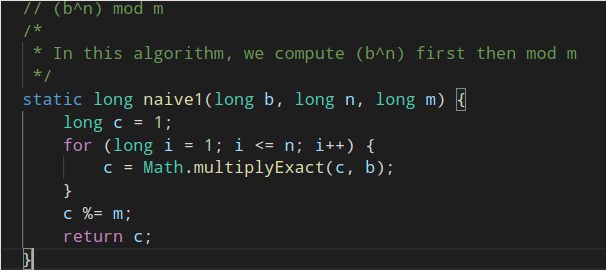 // (b^n) mod m
/*
 * In this algorithm, we compute (b^n) first then mod m
 */
static long naive1(long b, long n, long m) {
    long c = 1;
    for (long i = 1; i <= n; i++) {
        c = Math.multiplyExact(c, b);
    }
    c %= m;
    return c;
}